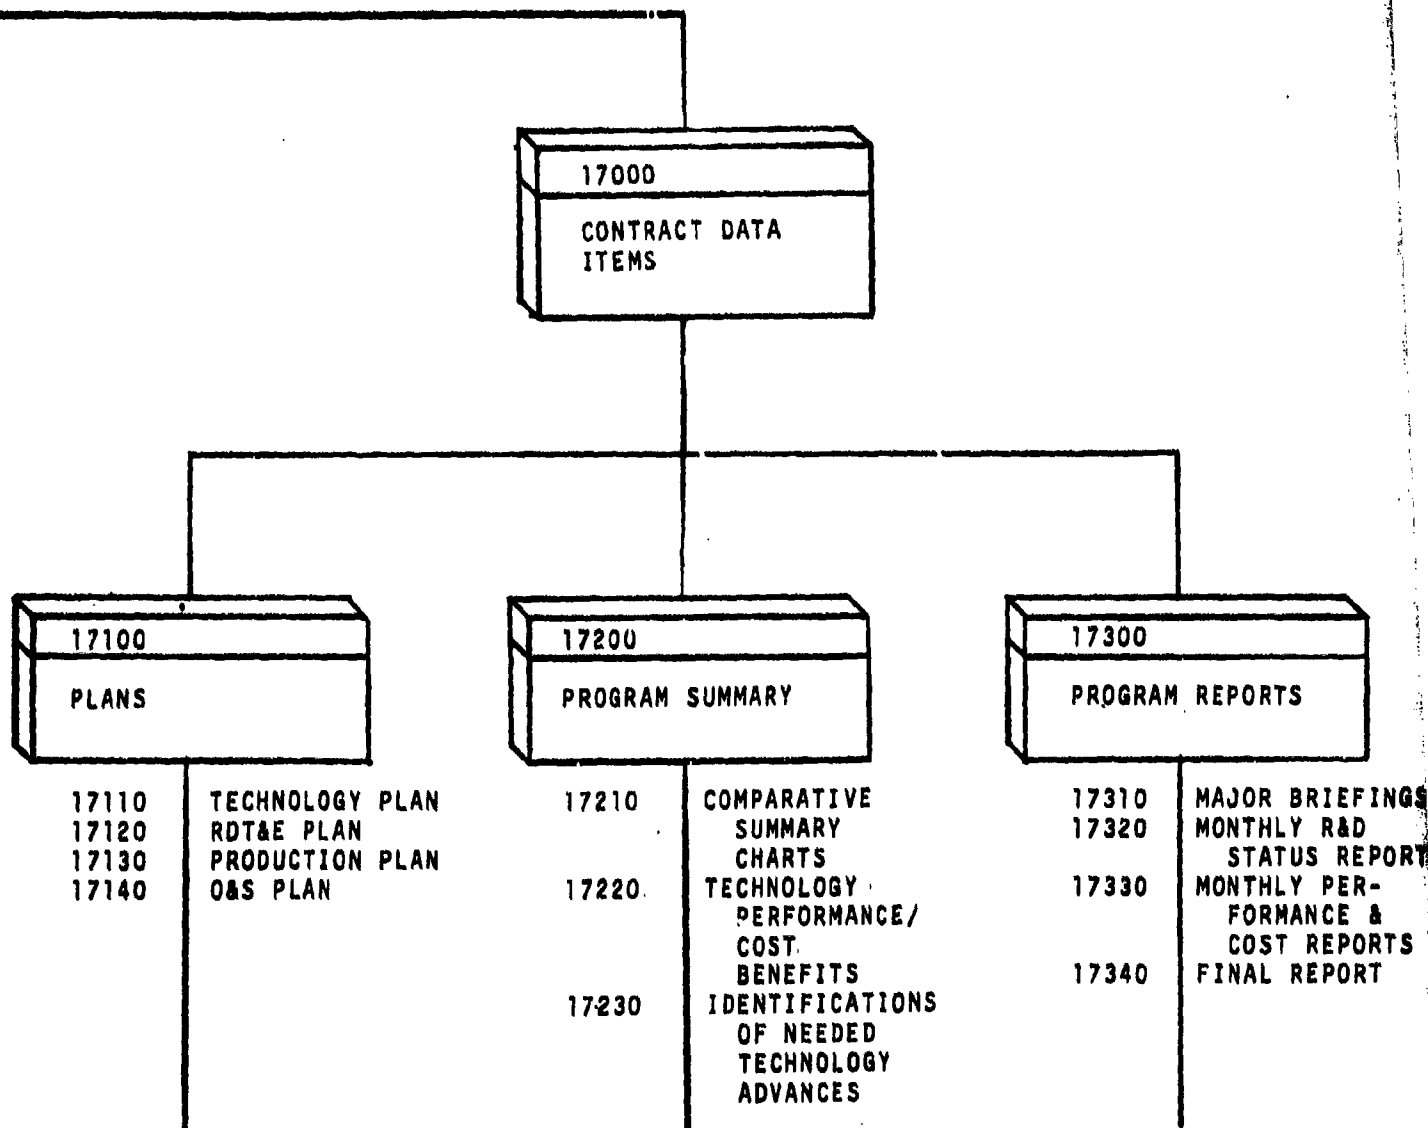 17000
CONTRACT DATA
ITEMS
17100
PLANS
17110 TECHNOLOGY PLAN
17120 RDT&E PLAN
17130 PRODUCTION PLAN
17140 O&S PLAN
17200
PROGRAM SUMMARY
17210 COMPARATIVE
SUMMARY
CHARTS
17220 TECHNOLOGY
PERFORMANCE/
COST
BENEFITS
17230 IDENTIFICATIONS
OF NEEDED
TECHNOLOGY
ADVANCES
17300
PROGRAM REPORTS
17310 MAJOR BRIEFINGS
17320 MONTHLY R&D
STATUS REPORT
17330 MONTHLY PER-
FORMANCE &
COST REPORTS
17340 FINAL REPORT